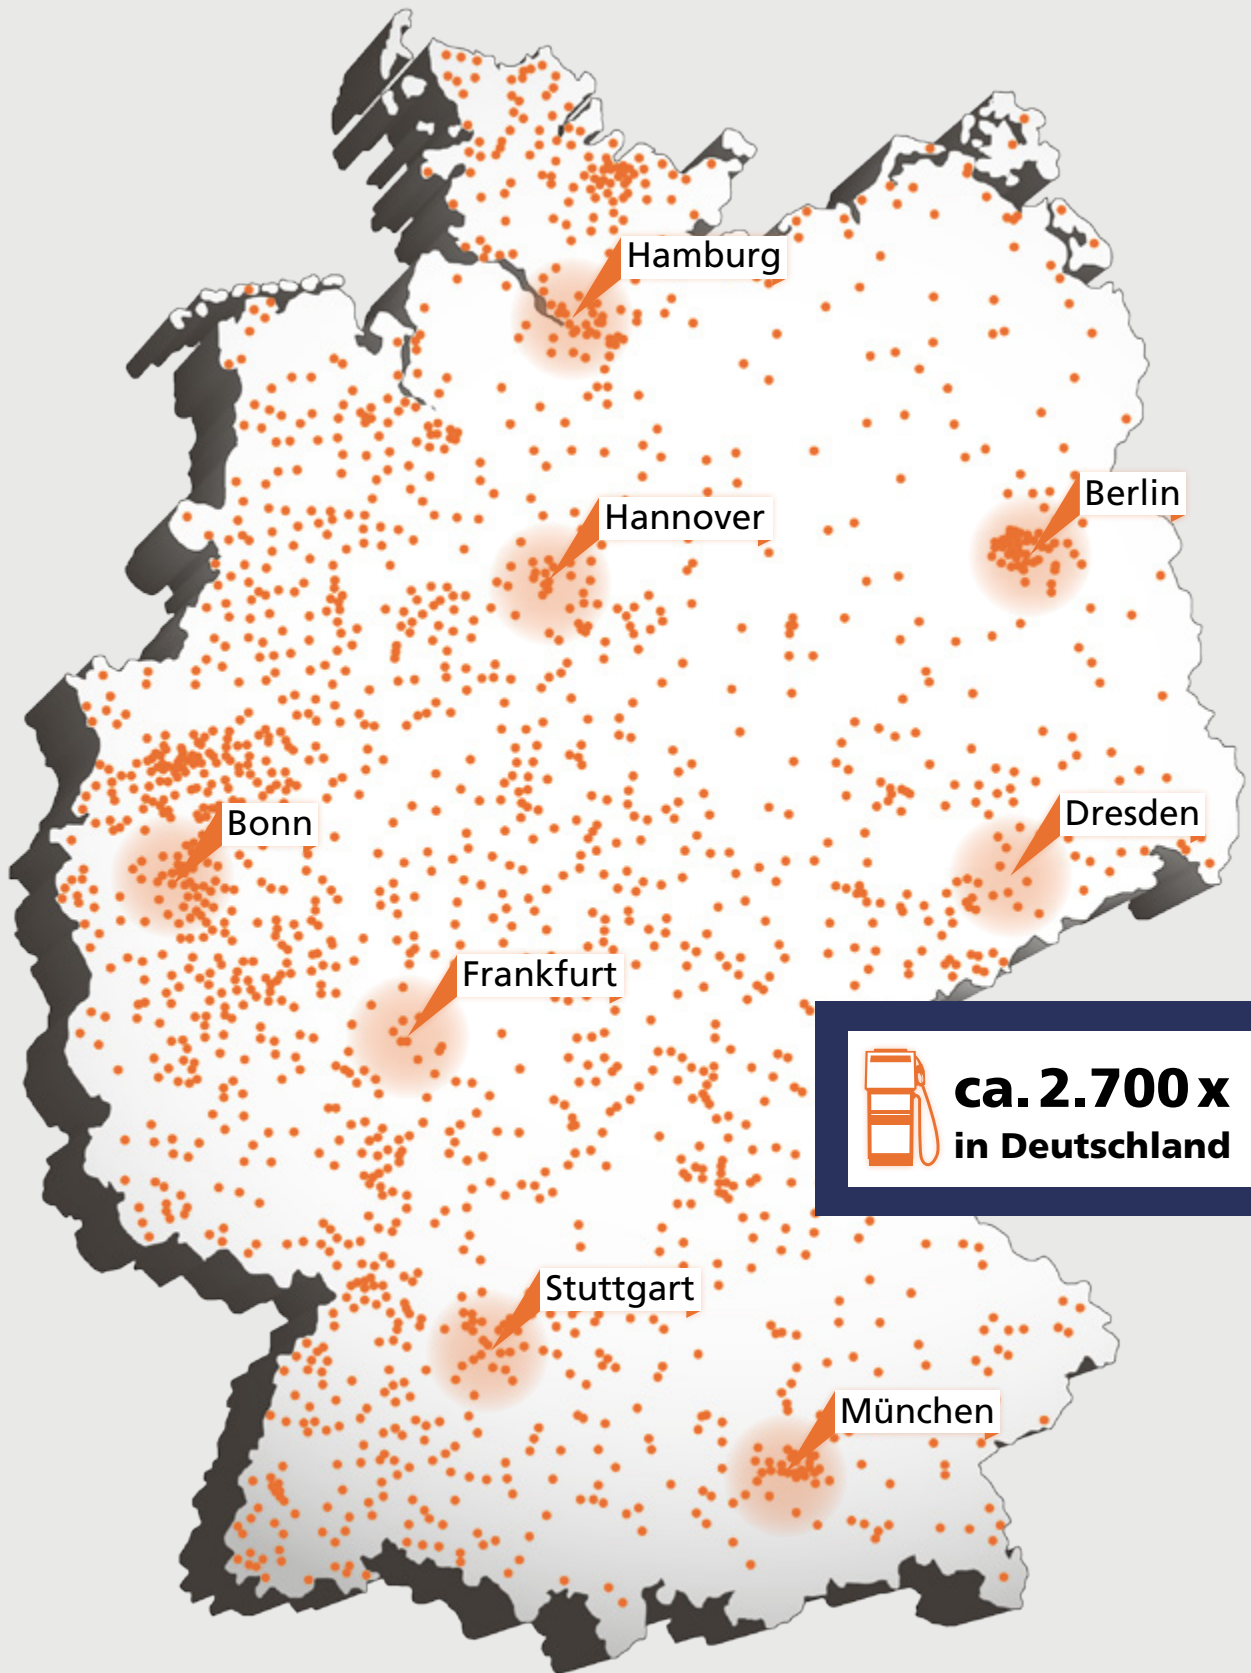 Hamburg
Berlin
Hannover
Dresden
Bonn
Frankfurt
ca. 2.700 x
in Deutschland
Stuttgart
München